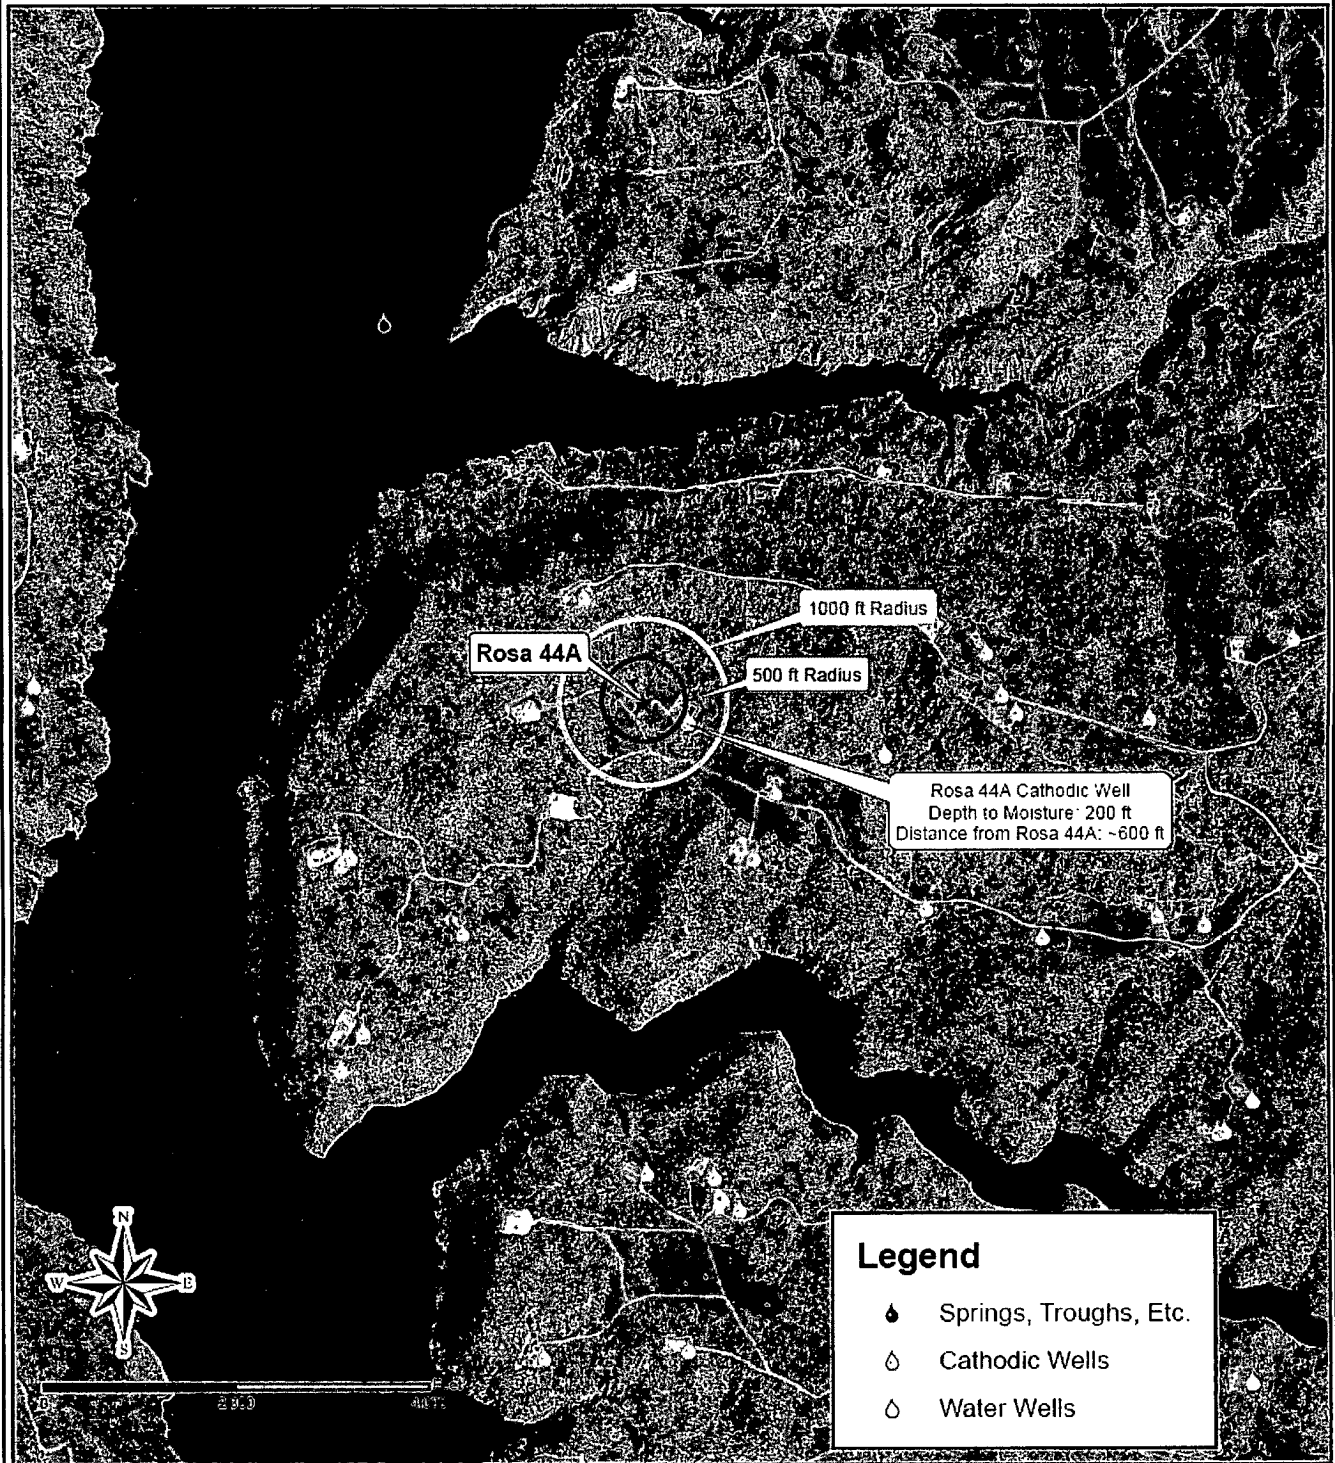 1000 ft Radius
Rosa 44A
500 ft Radius
Rosa 44A Cathodic Well
Depth to Moisture: 200 ft
Distance from Rosa 44A: ~600 ft
N
W E
S
Legend
Springs, Troughs, Etc.
Cathodic Wells
Water Wells